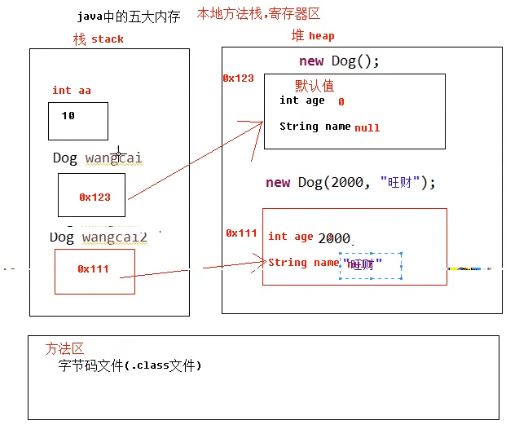 java中的五大内存 本地方法栈,寄存器区
栈 stack
堆 heap
new Dog();
0x123
默认值
int aa
int age 0
10
String name null
Dog wangcai
0x123
new Dog(2000, "旺财");
Dog wangcai2
0x111
int age 2000
0x111
String name "旺财"
方法区
字节码文件(.class文件)